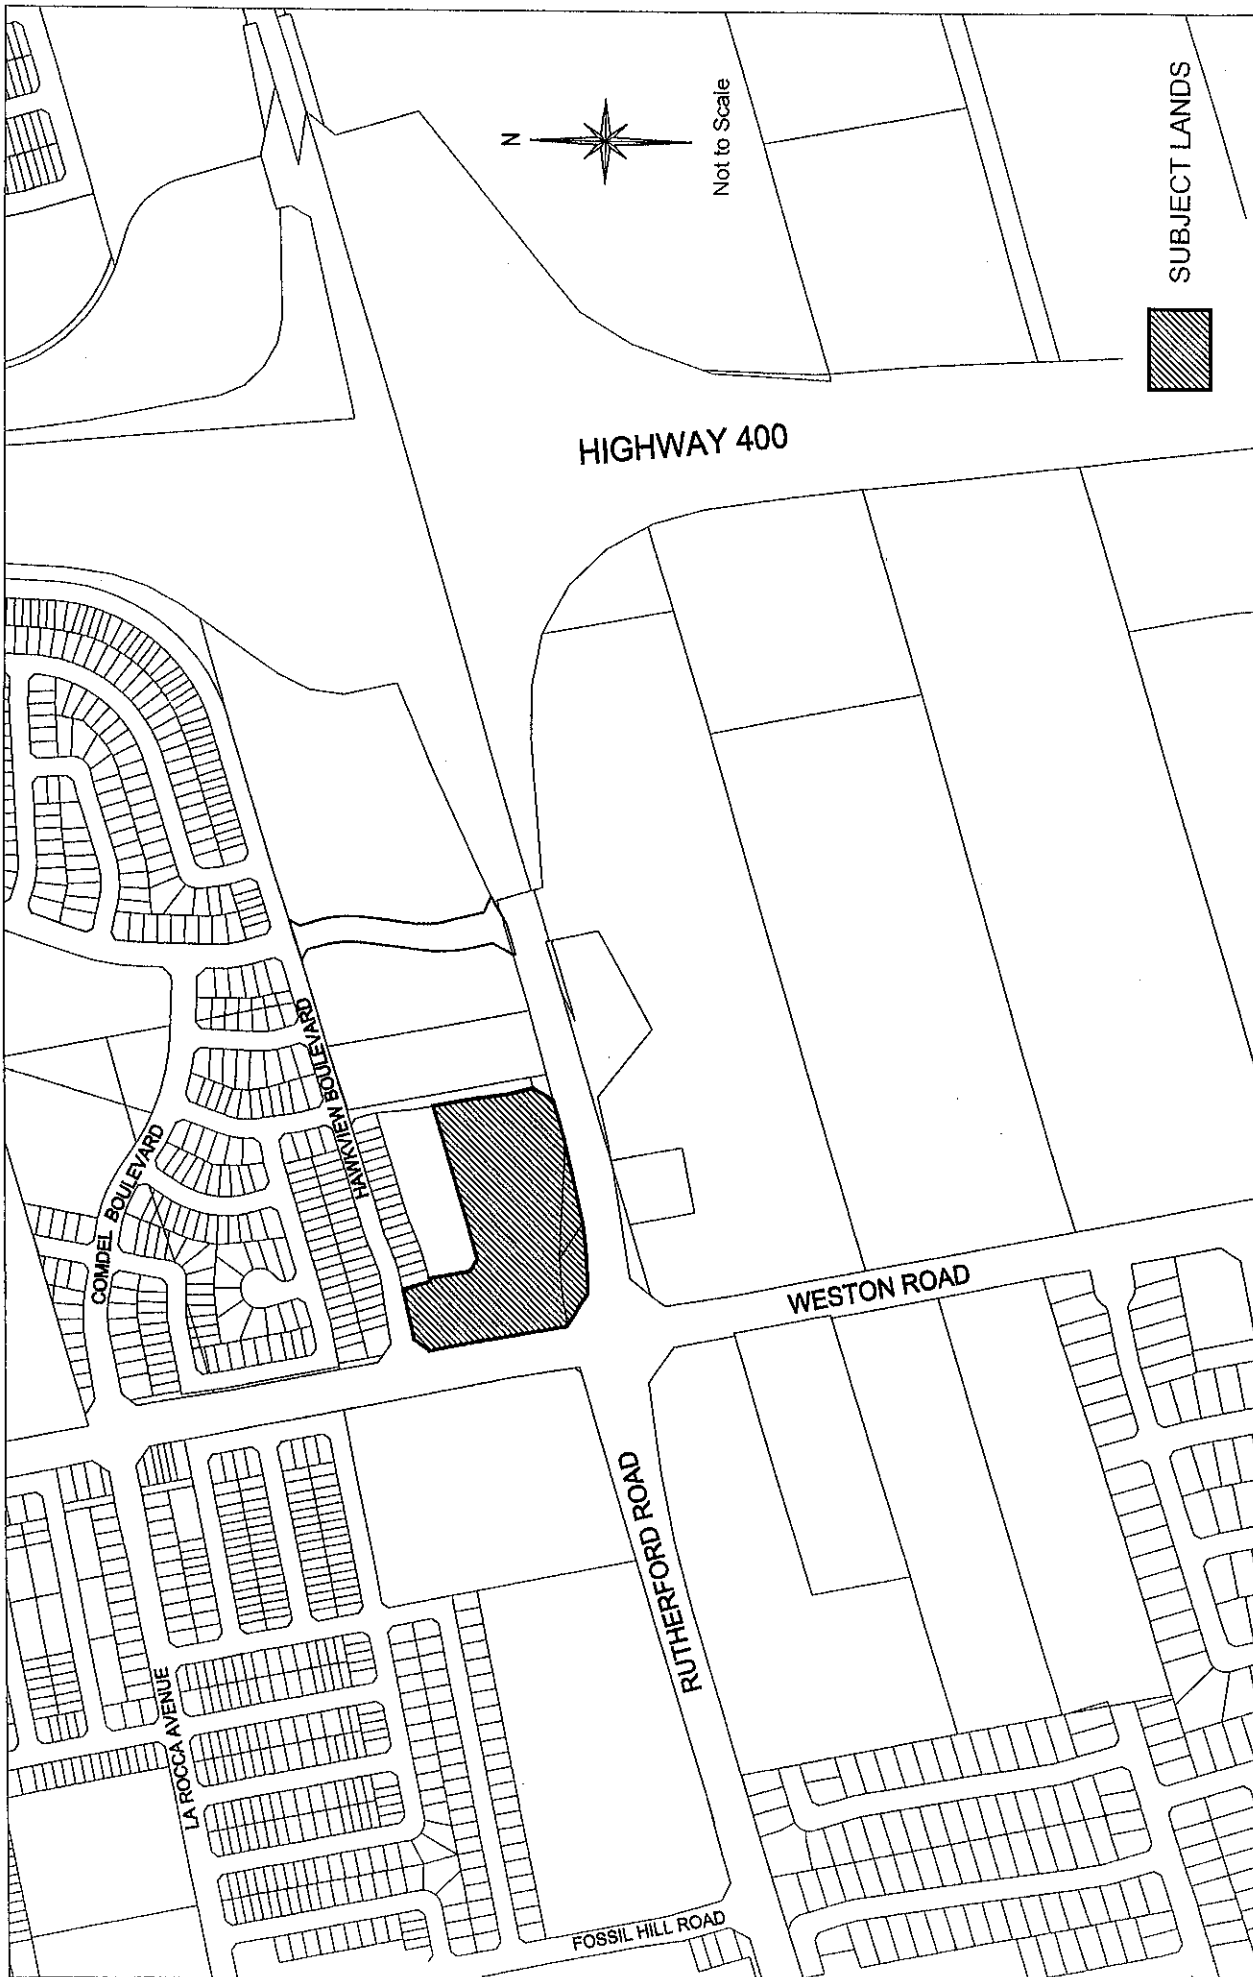 N
Not to Scale
SUBJECT LANDS
HIGHWAY 400
HAWKVIEW BOULEVARD
COMDEL BOULEVARD
WESTON ROAD
RUTHERFORD ROAD
LA ROCCA AVENUE
FOSSIL HILL ROAD